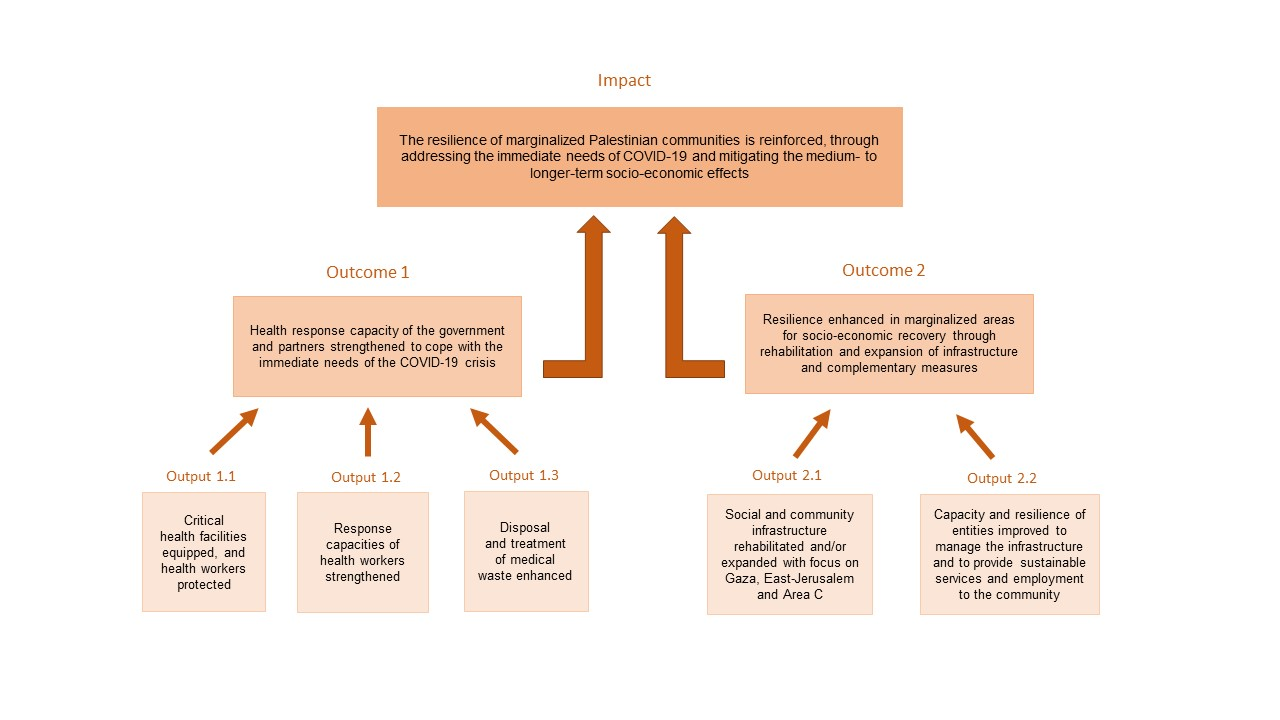 Impact
The resilience of marginalized Palestinian communities is reinforced, through
addressing the immediate needs of COVID-19 and mitigating the medium- to
longer-term socio-economic effects
Outcome 1
Health response capacity of the government
and partners strengthened to cope with the
immediate needs of the COVID-19 crisis
Outcome 2
Resilience enhanced in marginalized areas
for socio-economic recovery through
rehabilitation and expansion of infrastructure
and complementary measures
Output 1.1
Critical
health facilities
equipped, and
health workers
protected
Output 1.2
Response
capacities of
health workers
strengthened
Output 1.3
Disposal
and treatment
of medical
waste enhanced
Output 2.1
Social and community
infrastructure
rehabilitated and/or
expanded with focus on
Gaza, East-Jerusalem
and Area C
Output 2.2
Capacity and resilience of
entities improved to
manage the infrastructure
and to provide sustainable
services and employment
to the community